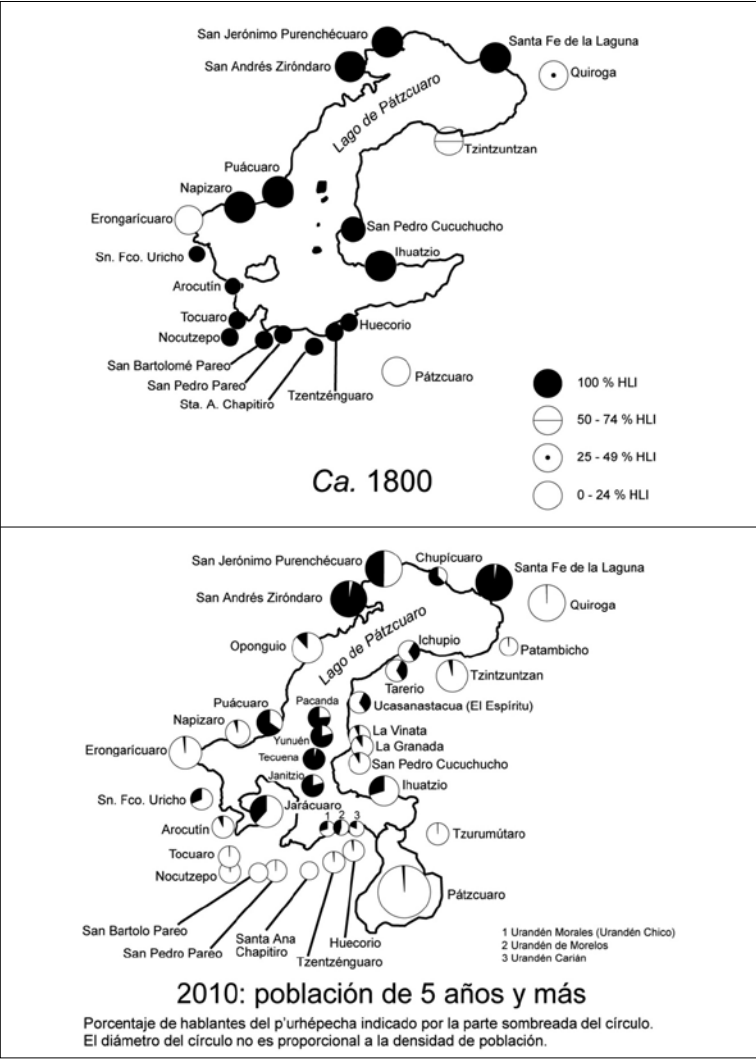 San Jerónimo Purenchécuaro
Santa Fe de la Laguna
San Andrés Ziróndaro
Quiroga
Lago de Pátzcuaro
Tzintzuntzan
Puácuaro
Napizaro
Erongarícuaro
San Pedro Cucuchucho
Sn. Fco. Uricho
Ihuatzio
Arocutín
Tocuaro
Huecorio
Nocutzepo
San Bartolomé Pareo
San Pedro Pareo
Pátzcuaro
Tzentzénguaro
Sta. A. Chapitiro
100 % HLI
50 - 74 % HLI
25 - 49 % HLI
0 - 24 % HLI
Ca. 1800
San Jerónimo Purenchécuaro
Chupícuaro
Santa Fe de la Laguna
San Andrés Ziróndaro
Quiroga
Lago de Pátzcuaro
Ichupio
Oponguio
Patambicho
Tzintzuntzan
Tarerio
Pacanda
Ucasanastacua (El Espíritu)
Puácuaro
Napizaro
La Vinata
Yunuén
La Granada
Erongarícuaro
Tecuena
San Pedro Cucuchucho
Janitzio
Ihuatzio
Sn. Fco. Uricho
Jarácuaro
1 2 3
Arocutín
Tzurumútaro
Tocuaro
Nocutzepo
Pátzcuaro
San Bartolo Pareo
San Pedro Pareo
Santa Ana
Chapitiro
Huecorio
Tzentzénguaro
1 Urandén Morales (Urandén Chico)
2 Urandén de Morelos
3 Urandén Carián
2010: población de 5 años y más
Porcentaje de hablantes del p'urhépecha indicado por la parte sombreada del círculo.
El diámetro del círculo no es proporcional a la densidad de población.